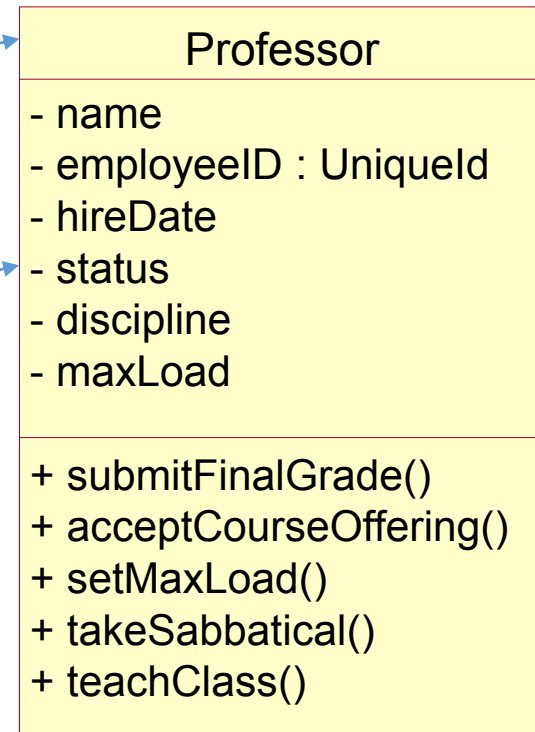 Professor
- name
- employeeID : UniqueId
- hireDate
- status
- discipline
- maxLoad
+ submitFinalGrade()
+ acceptCourseOffering()
+ setMaxLoad()
+ takeSabbatical()
+ teachClass()